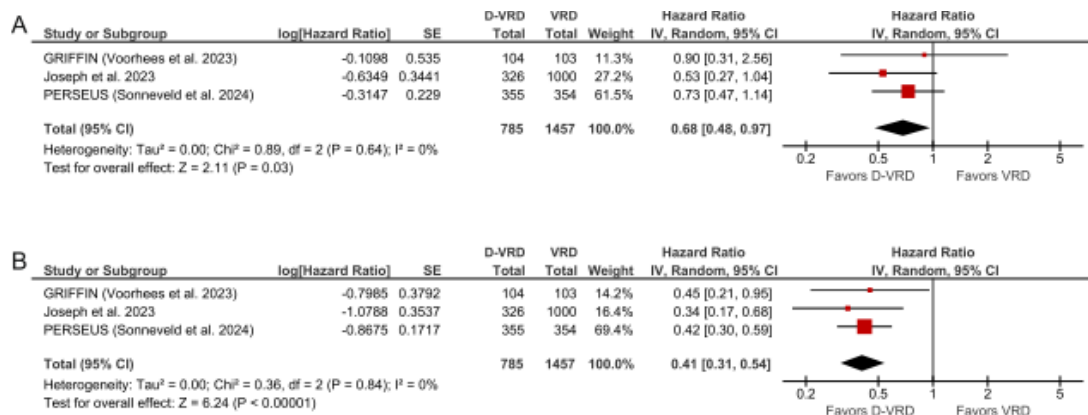 A
D-VRD VRD Hazard Ratio Hazard Ratio
Study or Subgroup log[Hazard Ratio] SE Total Total Weight IV, Random, 95% CI IV, Random, 95% CI
GRIFFIN (Voorhees et al. 2023) -0.1098 0.535 104 103 11.3% 0.90 [0.31, 2.56]
Joseph et al. 2023 -0.6349 0.3441 326 1000 27.2% 0.53 [0.27, 1.04]
PERSEUS (Sonneveld et al. 2024) -0.3147 0.229 355 354 61.5% 0.73 [0.47, 1.14]
Total (95% CI) 785 1457 100.0% 0.68 [0.48, 0.97]
Heterogeneity: Tau² = 0.00; Chi² = 0.89, df = 2 (P = 0.64); I² = 0%
Test for overall effect: Z = 2.11 (P = 0.03)
0.2 0.5 1 2 5
Favors D-VRD Favors VRD
B
D-VRD VRD Hazard Ratio Hazard Ratio
Study or Subgroup log[Hazard Ratio] SE Total Total Weight IV, Random, 95% CI IV, Random, 95% CI
GRIFFIN (Voorhees et al. 2023) -0.7985 0.3792 104 103 14.2% 0.45 [0.21, 0.95]
Joseph et al. 2023 -1.0788 0.3537 326 1000 16.4% 0.34 [0.17, 0.68]
PERSEUS (Sonneveld et al. 2024) -0.8675 0.1717 355 354 69.4% 0.42 [0.30, 0.59]
Total (95% CI) 785 1457 100.0% 0.41 [0.31, 0.54]
Heterogeneity: Tau² = 0.00; Chi² = 0.36, df = 2 (P = 0.84); I² = 0%
Test for overall effect: Z = 6.24 (P < 0.00001)
0.2 0.5 1 2 5
Favors D-VRD Favors VRD